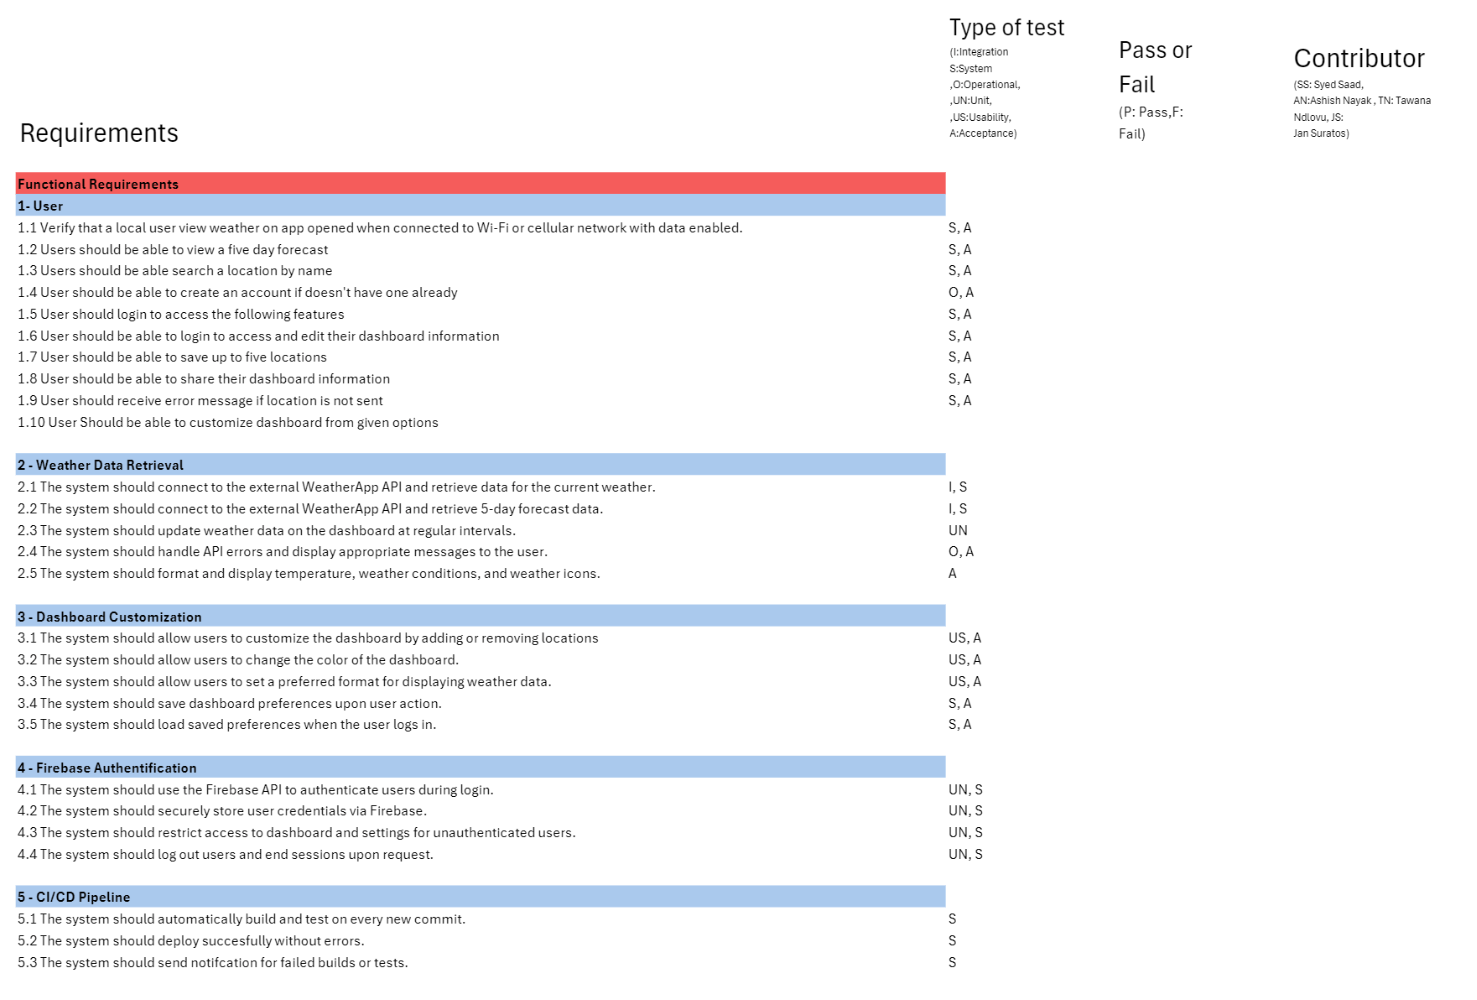 Requirements
Type of test
(I:Integration
S:System
,O:Operational,
,UN:Unit,
,US:Usability,
A:Acceptance)
Pass or
Fail
(P: Pass,F:
Fail)
Contributor
(SS: Syed Saad,
AN:Ashish Nayak , TN: Tawana
Ndlovu, JS:
Jan Suratos)
Functional Requirements
1- User
1.1 Verify that a local user view weather on app opened when connected to Wi-Fi or cellular network with data enabled. S, A
1.2 Users should be able to view a five day forecast S, A
1.3 Users should be able search a location by name S, A
1.4 User should be able to create an account if doesn't have one already O, A
1.5 User should login to access the following features S, A
1.6 User should be able to login to access and edit their dashboard information S, A
1.7 User should be able to save up to five locations S, A
1.8 User should be able to share their dashboard information S, A
1.9 User should receive error message if location is not sent S, A
1.10 User Should be able to customize dashboard from given options
2 - Weather Data Retrieval
2.1 The system should connect to the external WeatherApp API and retrieve data for the current weather. I, S
2.2 The system should connect to the external WeatherApp API and retrieve 5-day forecast data. I, S
2.3 The system should update weather data on the dashboard at regular intervals. UN
2.4 The system should handle API errors and display appropriate messages to the user. O, A
2.5 The system should format and display temperature, weather conditions, and weather icons. A
3 - Dashboard Customization
3.1 The system should allow users to customize the dashboard by adding or removing locations US, A
3.2 The system should allow users to change the color of the dashboard. US, A
3.3 The system should allow users to set a preferred format for displaying weather data. US, A
3.4 The system should save dashboard preferences upon user action. S, A
3.5 The system should load saved preferences when the user logs in. S, A
4 - Firebase Authentification
4.1 The system should use the Firebase API to authenticate users during login. UN, S
4.2 The system should securely store user credentials via Firebase. UN, S
4.3 The system should restrict access to dashboard and settings for unauthenticated users. UN, S
4.4 The system should log out users and end sessions upon request. UN, S
5 - CI/CD Pipeline
5.1 The system should automatically build and test on every new commit. S
5.2 The system should deploy succesfully without errors. S
5.3 The system should send notifcation for failed builds or tests. S